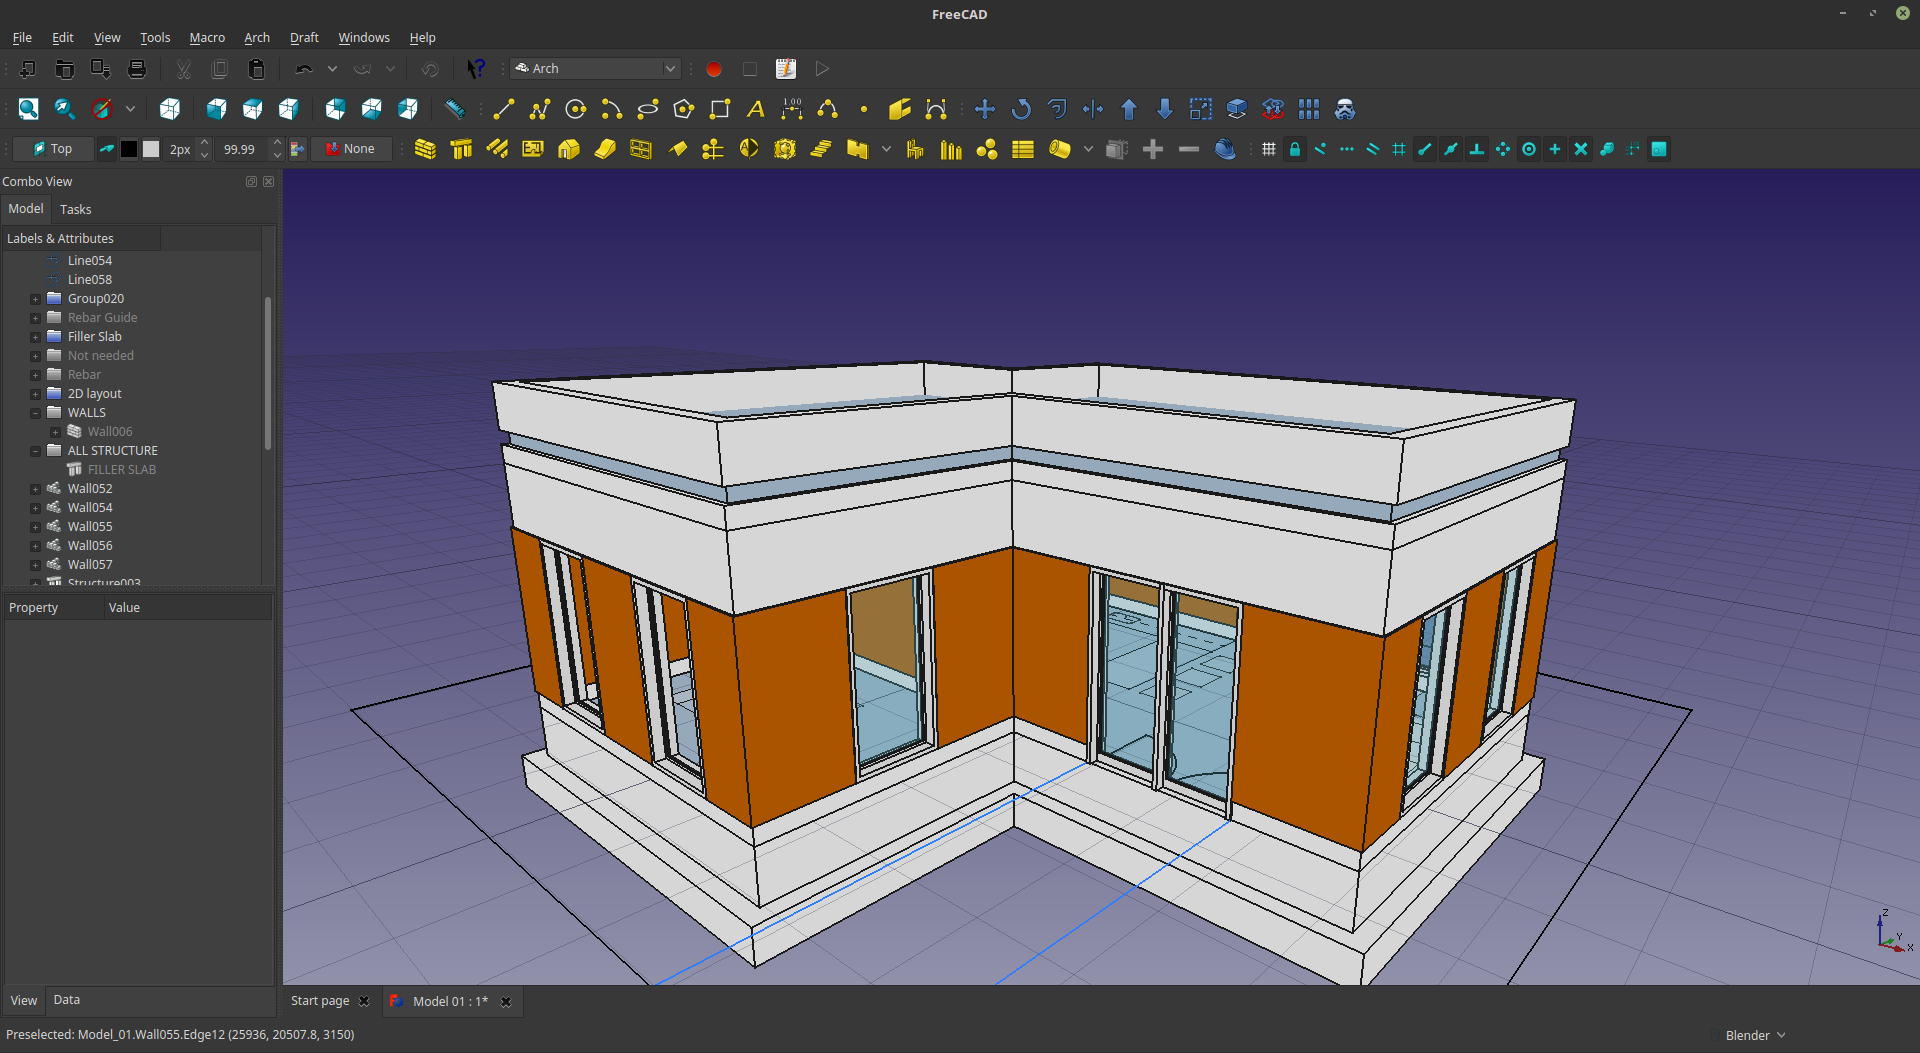 FreeCAD
File Edit View Tools Macro Arch Draft Windows Help
Arch
A 1.00
Top 2px 99.99 None
Combo View
Model Tasks
Labels & Attributes
Line054
Line058
Group020
Rebar Guide
Filler Slab
Not needed
Rebar
2D layout
WALLS
Wall006
ALL STRUCTURE
FILLER SLAB
Wall052
Wall054
Wall055
Wall056
Wall057
Structure003
Property Value
Z
Y
X
View Data
Start page Model 01 : 1*
Preselected: Model_01.Wall055.Edge12 (25936, 20507.8, 3150)
Blender